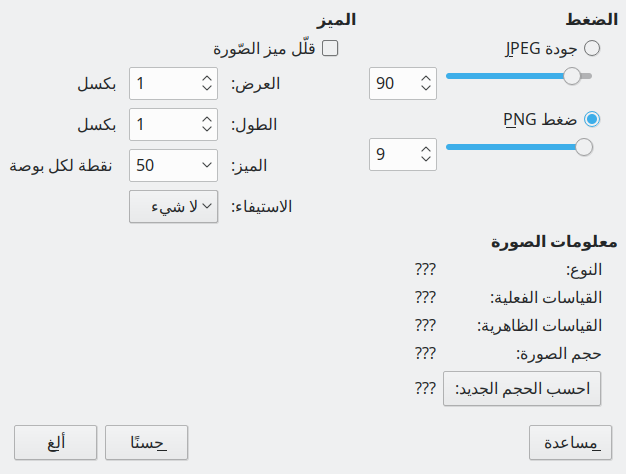 الضغط
جودة JPEG
90
ضغط PNG
9
الميز
قلّل ميز الصّورة
العرض: 1 بكسل
الطول: 1 بكسل
الميز: 50 نقطة لكل بوصة
الاستيفاء: لا شيء
معلومات الصورة
النوع: ???
القياسات الفعلية: ???
القياسات الظاهرية: ???
حجم الصورة: ???
احسب الحجم الجديد: ???
مساعدة
حسنًا
ألغ